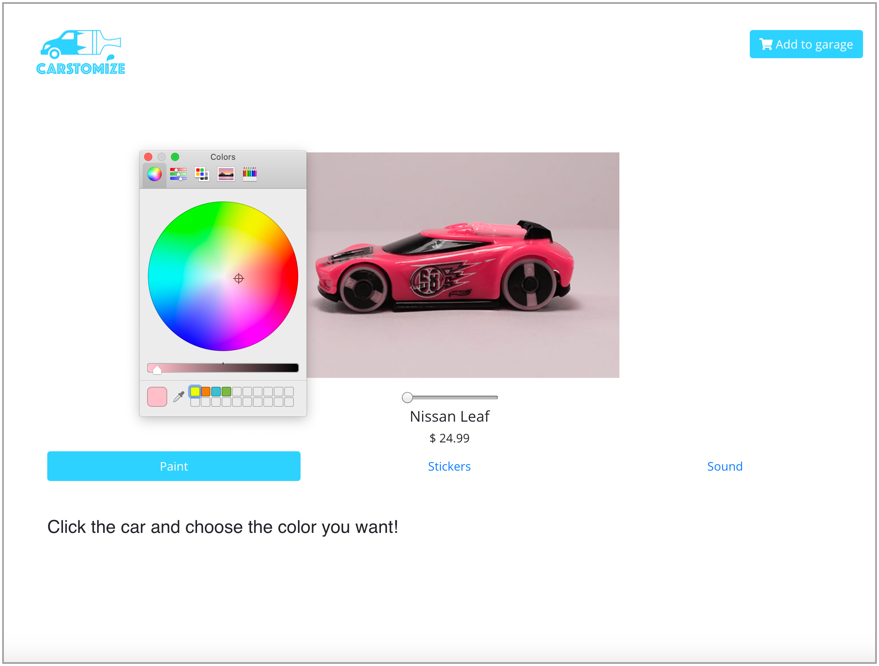 CARSTOMIZE
Add to garage
Colors
58
Nissan Leaf
$ 24.99
Paint
Stickers
Sound
Click the car and choose the color you want!